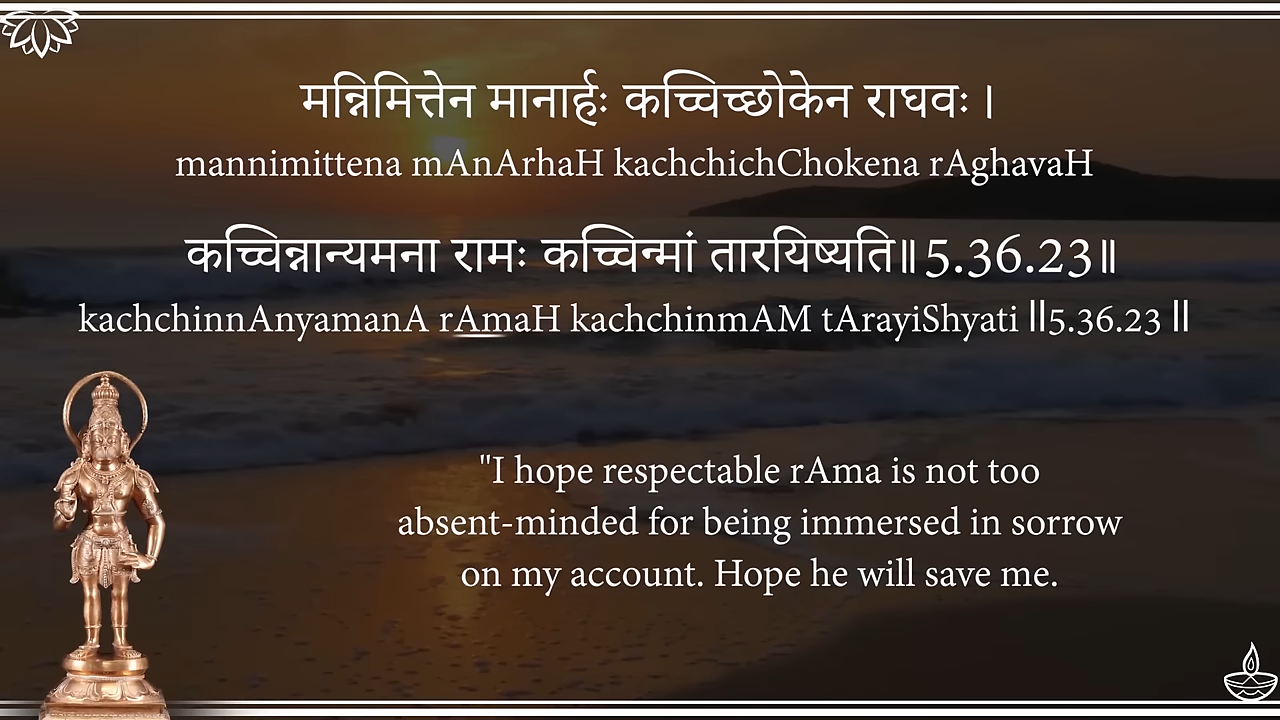 मन्निमित्तेन मानार्हः कच्चिच्छोकेन राघवः ।
mannimittena mAnArhaH kachchichChokena rAghavaH
कच्चिन्नान्यमना रामः कच्चिन्मां तारयिष्यति॥5.36.23॥
kachchinnAnyamanA rAmaH kachchinmAM tArayiShyati ||5.36.23 ||
"I hope respectable rAma is not too
absent-minded for being immersed in sorrow
on my account. Hope he will save me.